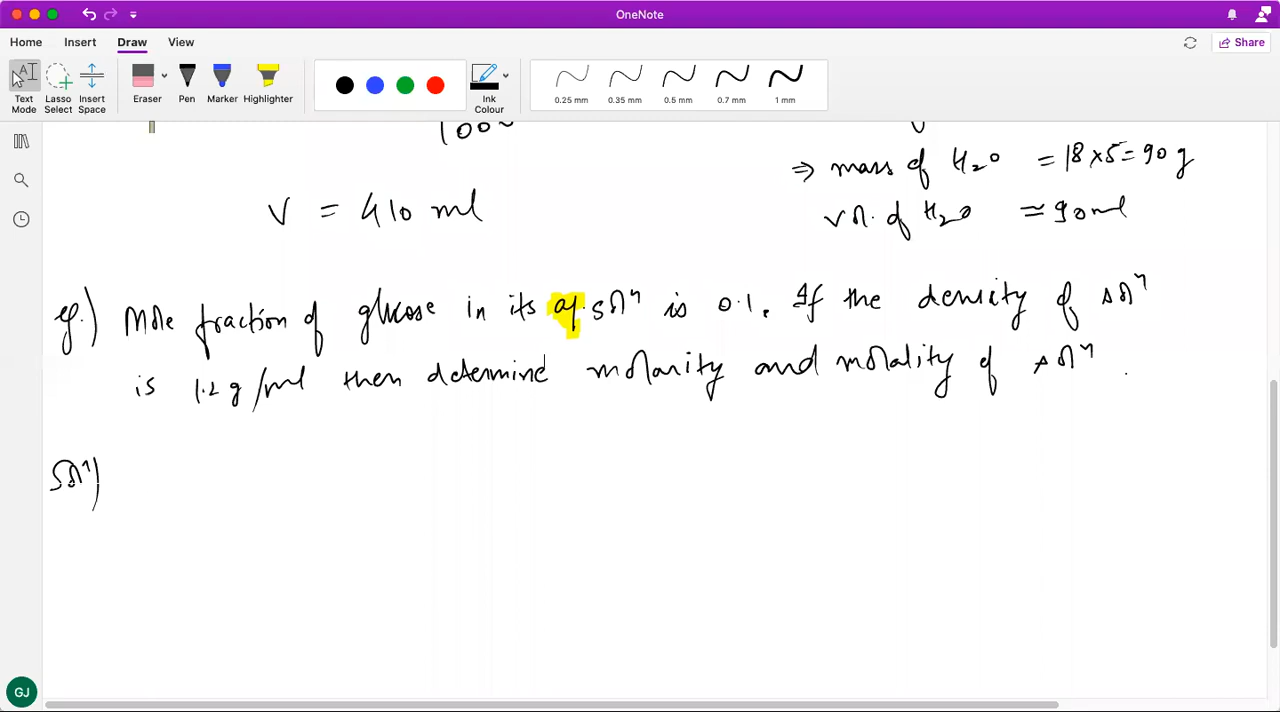 OneNote
Home Insert Draw View
Share
Text Mode
Lasso Select
Insert Space
Eraser
Pen
Marker
Highlighter
Ink Colour
0.25 mm 0.35 mm 0.5 mm 0.7 mm 1 mm
⇒ mass of H₂O = 18×5 = 90 g
V = 410 ml
vol. of H₂O ≃ 90 ml
eg.) Mole fraction of glucose in its aq. solⁿ is 0.1. If the density of solⁿ
is 1.2 g/ml then determine molarity and molality of solⁿ.
Solⁿ)
GJ